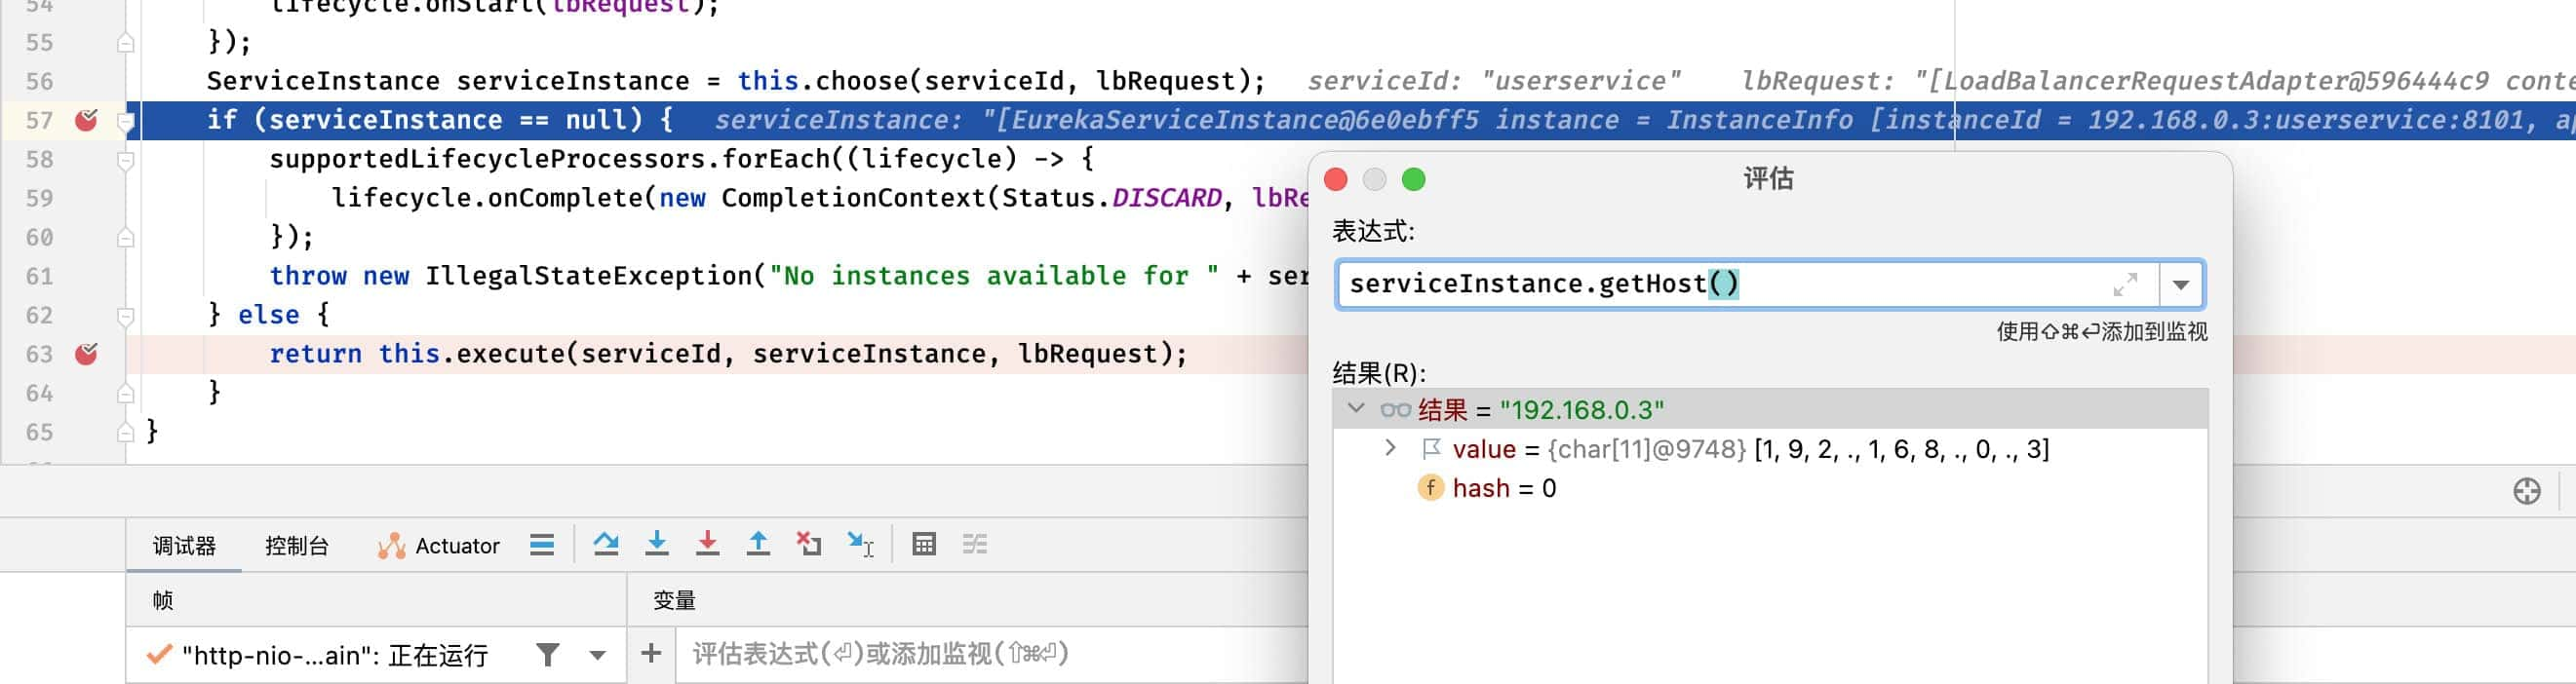 54 lifecycle.onStart(lbRequest);
55 });
56 ServiceInstance serviceInstance = this.choose(serviceId, lbRequest); serviceId: "userservice" lbRequest: "[LoadBalancerRequestAdapter@596444c9 conte
57 if (serviceInstance == null) { serviceInstance: "[EurekaServiceInstance@6e0ebff5 instance = InstanceInfo [instanceId = 192.168.0.3:userservice:8101, a
58 supportedLifecycleProcessors.forEach((lifecycle) -> {
59 lifecycle.onComplete(new CompletionContext(Status.DISCARD, lbRe
60 });
61 throw new IllegalStateException("No instances available for " + ser
62 } else {
63 return this.execute(serviceId, serviceInstance, lbRequest);
64 }
65 }
评估
表达式:
serviceInstance.getHost()
使用⇧⌘⏎添加到监视
结果(R):
结果 = "192.168.0.3"
value = {char[11]@9748} [1, 9, 2, ., 1, 6, 8, ., 0, ., 3]
f hash = 0
调试器 控制台 Actuator
帧 变量
"http-nio-...ain": 正在运行
评估表达式(⏎)或添加监视(⇧⌘⏎)